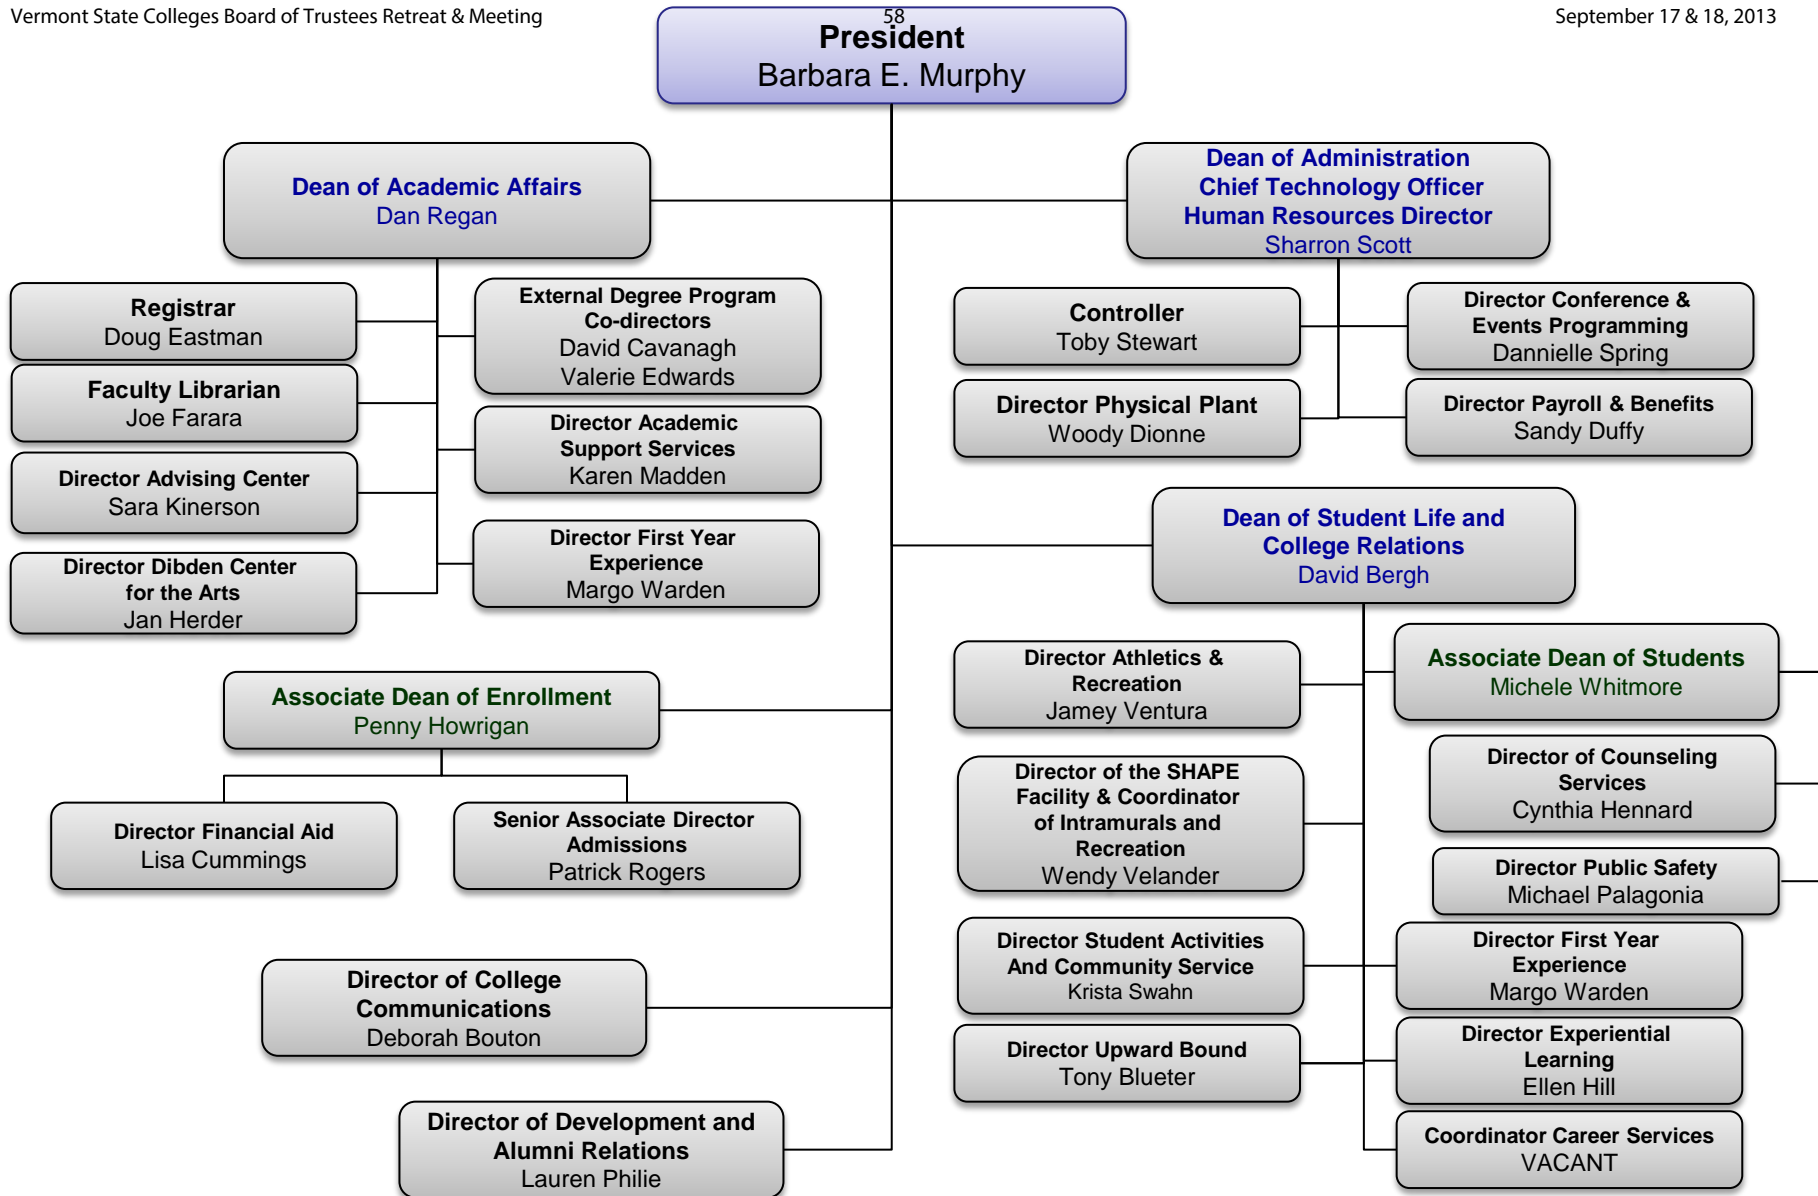 Vermont State Colleges Board of Trustees Retreat & Meeting
58
September 17 & 18, 2013
President
Barbara E. Murphy
Dean of Academic Affairs
Dan Regan
Dean of Administration
Chief Technology Officer
Human Resources Director
Sharron Scott
Registrar
Doug Eastman
External Degree Program
Co-directors
David Cavanagh
Valerie Edwards
Faculty Librarian
Joe Farara
Director Academic
Support Services
Karen Madden
Director Advising Center
Sara Kinerson
Director First Year
Experience
Margo Warden
Director Dibden Center
for the Arts
Jan Herder
Controller
Toby Stewart
Director Conference &
Events Programming
Dannielle Spring
Director Physical Plant
Woody Dionne
Director Payroll & Benefits
Sandy Duffy
Dean of Student Life and
College Relations
David Bergh
Associate Dean of Enrollment
Penny Howrigan
Director Financial Aid
Lisa Cummings
Senior Associate Director
Admissions
Patrick Rogers
Director Athletics &
Recreation
Jamey Ventura
Associate Dean of Students
Michele Whitmore
Director of Counseling
Services
Cynthia Hennard
Director of the SHAPE
Facility & Coordinator
of Intramurals and
Recreation
Wendy Velander
Director Public Safety
Michael Palagonia
Director Student Activities
And Community Service
Krista Swahn
Director First Year
Experience
Margo Warden
Director Upward Bound
Tony Blueter
Director Experiential
Learning
Ellen Hill
Coordinator Career Services
VACANT
Director of College
Communications
Deborah Bouton
Director of Development and
Alumni Relations
Lauren Philie